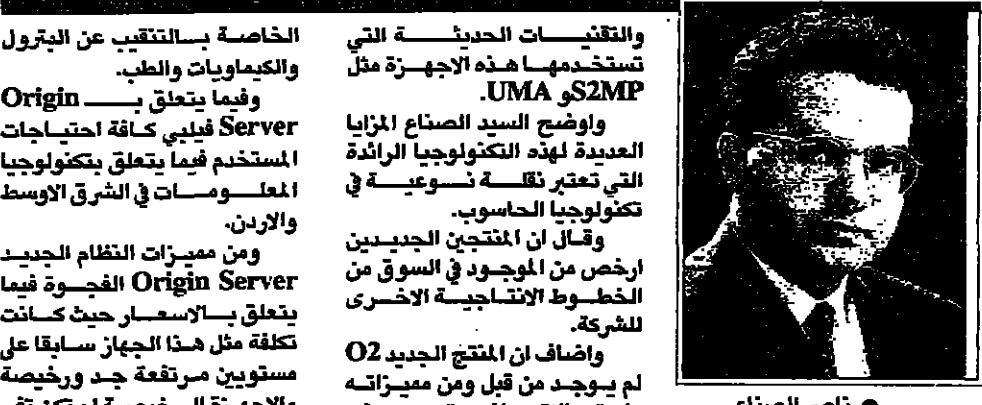 والتقنيات الحديثة التي
تستخدمها هذه الاجهزة مثل
S2MP و UMA.
واوضح السيد الصناع المزايا
العديدة لهذه التكنولوجيا الرائدة
التي تعتبر نقلة نوعية في
تكنولوجيا الحاسوب.
وقال ان المنتجين الجديدين
ارخص من الموجود في السوق من
الخطوط الانتاجية الاخرى
للشركة.
واضاف ان المنتج الجديد O2
لم يوجد من قبل ومن مميزاته
الخاصة بالتنقيب عن البترول
والكيماويات والطب.
وفيما يتعلق بـ Origin
Server فيلبي كافة احتياجات
المستخدم فيما يتعلق بتكنولوجيا
المعلومات في الشرق الاوسط
والاردن.
ومن مميزات النظام الجديد
Origin Server الفجوة فيما
يتعلق بالاسعار حيث كانت
تكلفة مثل هذا الجهاز سابقا على
مستويين مرتفعة جد ورخيصة